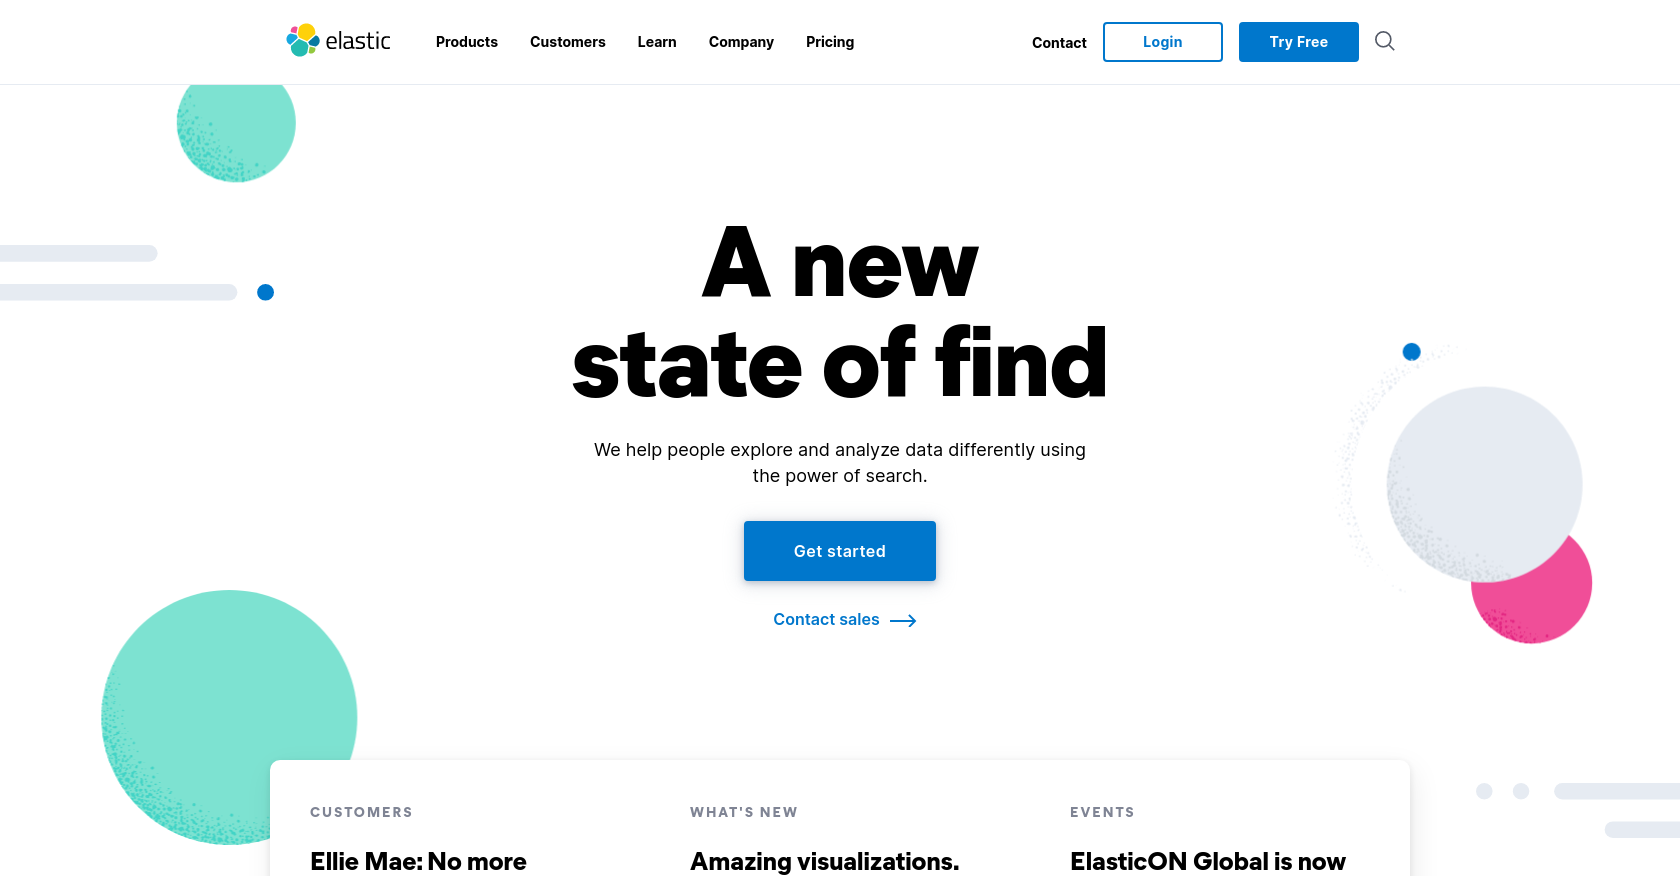 elastic
Products Customers Learn Company Pricing
Contact Login Try Free
A new
state of find
We help people explore and analyze data differently using
the power of search.
Get started
Contact sales
CUSTOMERS
Ellie Mae: No more
WHAT'S NEW
Amazing visualizations.
EVENTS
ElasticON Global is now